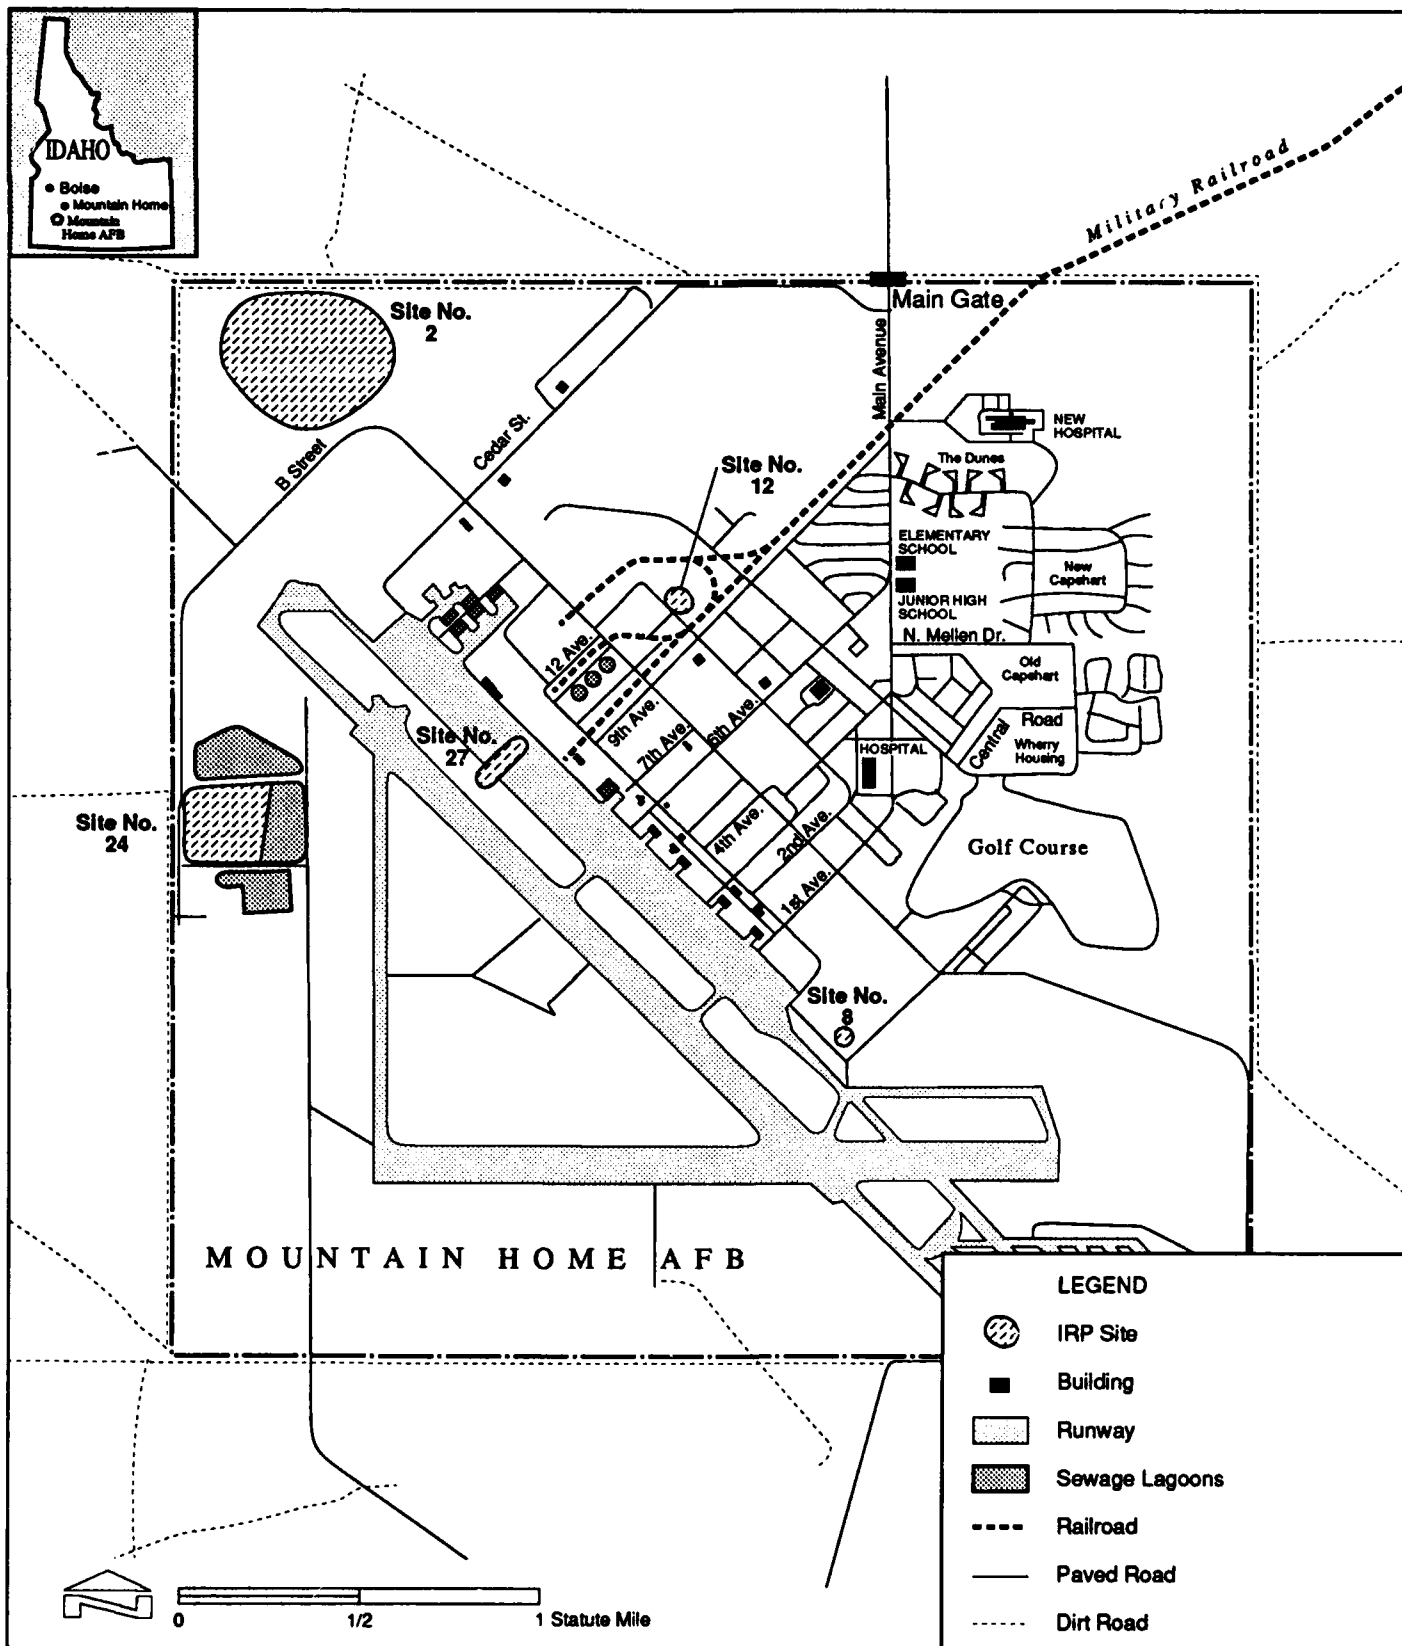 IDAHO
Boise
Mountain Home
Mountain
Home AFB
Military Railroad
Main Gate
Site No.
2
Main Avenue
Cedar St.
B Street
NEW
HOSPITAL
The Dunes
Site No.
12
ELEMENTARY
SCHOOL
New
Capehart
JUNIOR HIGH
SCHOOL
N. Mellen Dr.
12 Ave.
Old
Capehart
9th Ave.
7th Ave.
6th Ave.
Central
Road
Wherry
Housing
Site No.
27
HOSPITAL
Site No.
24
4th Ave.
2nd Ave.
1st Ave.
Golf Course
Site No.
8
MOUNTAIN HOME AFB
LEGEND
IRP Site
Building
Runway
Sewage Lagoons
Railroad
Paved Road
Dirt Road
N
0 1/2 1 Statute Mile